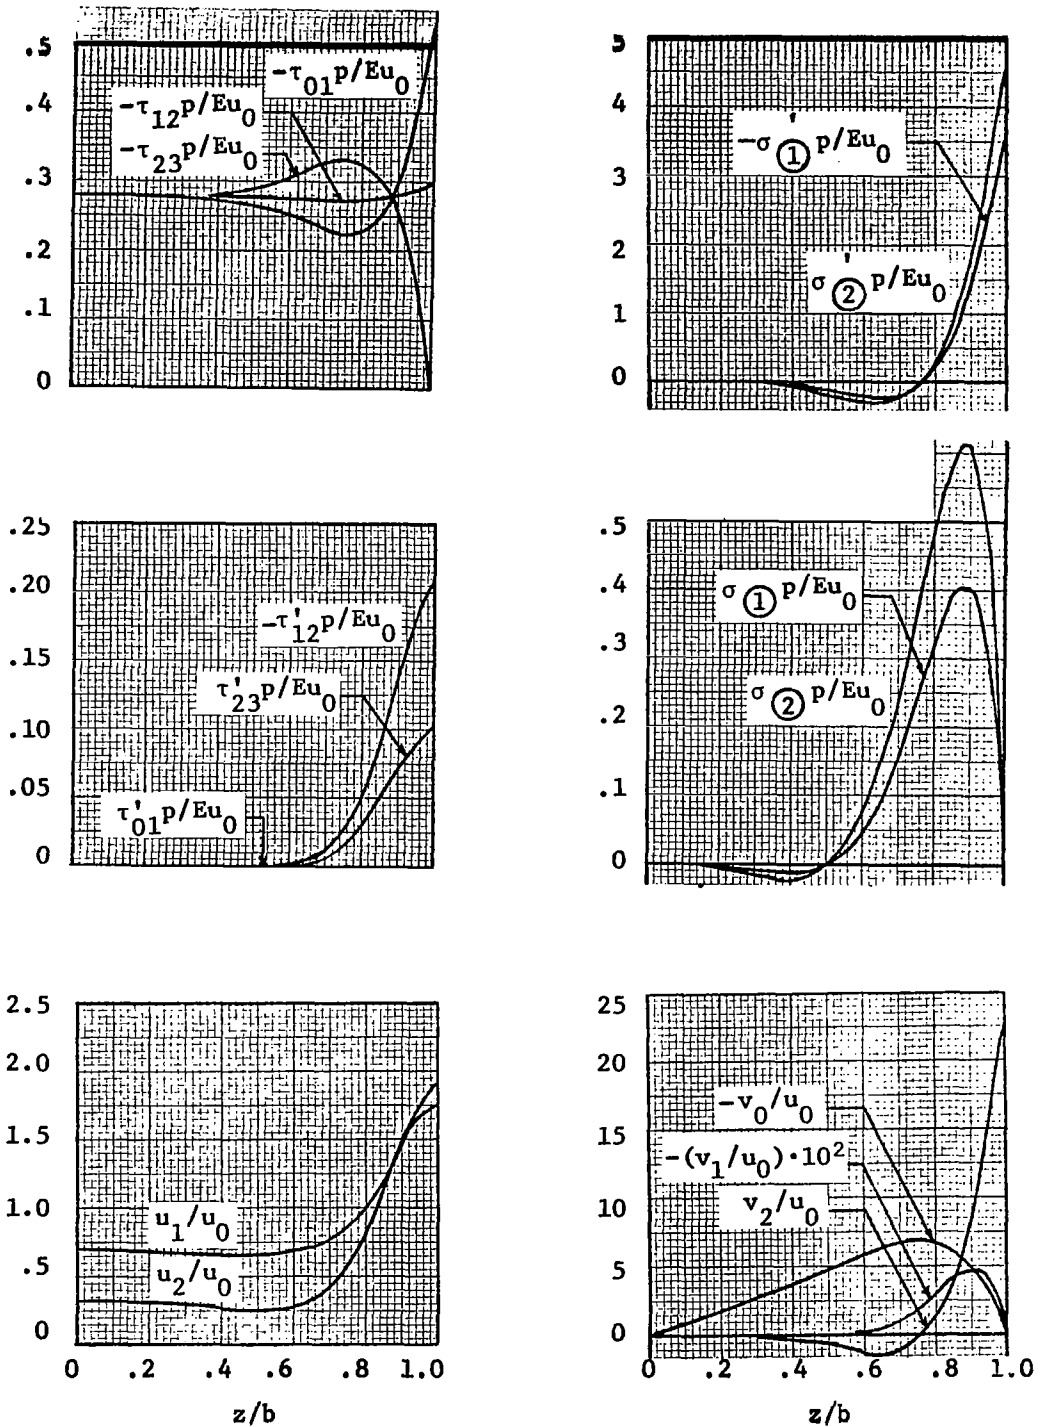 .5
.4
.3
.2
.1
0
-τ01p/Eu0
-τ12p/Eu0
-τ23p/Eu0
5
4
3
2
1
0
-σ'①p/Eu0
σ'②p/Eu0
.25
.20
.15
.10
.05
0
-τ'12p/Eu0
τ'23p/Eu0
τ'01p/Eu0
.5
.4
.3
.2
.1
0
σ①p/Eu0
σ②p/Eu0
2.5
2.0
1.5
1.0
.5
0
u1/u0
u2/u0
0 .2 .4 .6 .8 1.0
z/b
25
20
15
10
5
0
-v0/u0
-(v1/u0)·10²
v2/u0
0 .2 .4 .6 .8 1.0
z/b